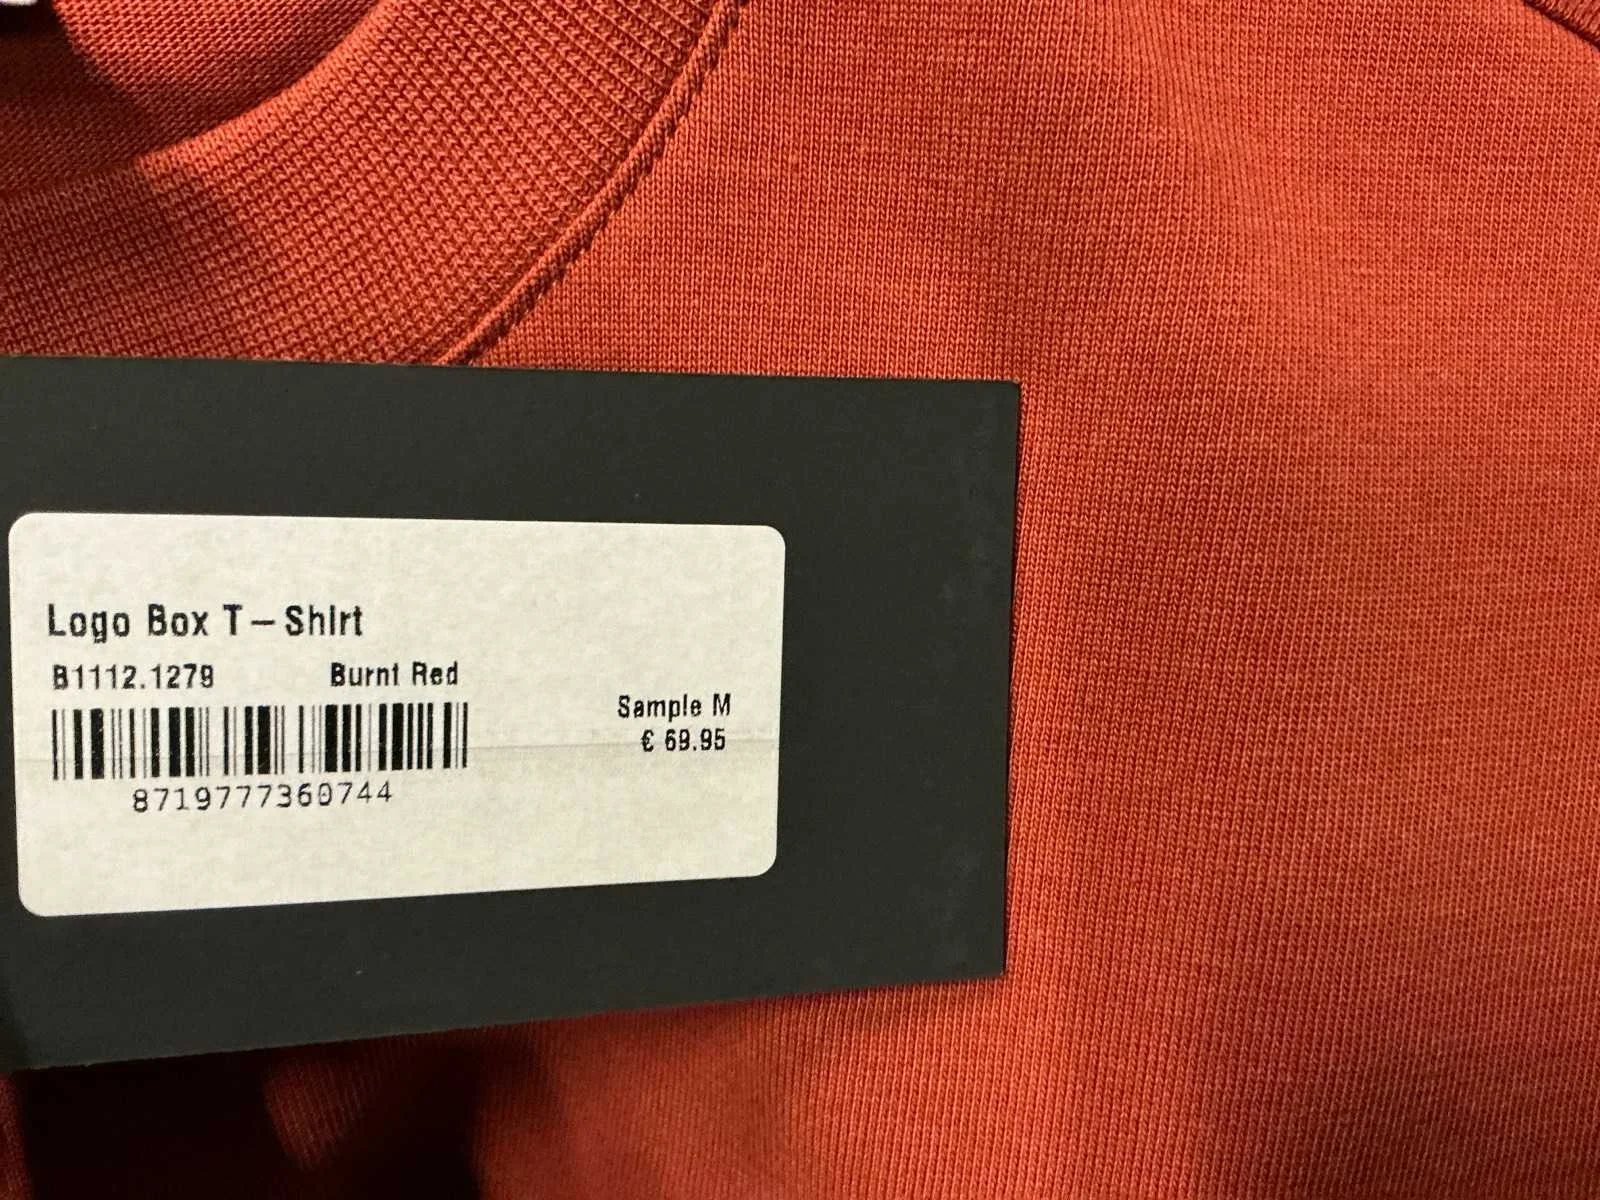 Logo Box T-Shirt
B1112.1279 Burnt Red
Sample M
€ 69.95
8719777360744